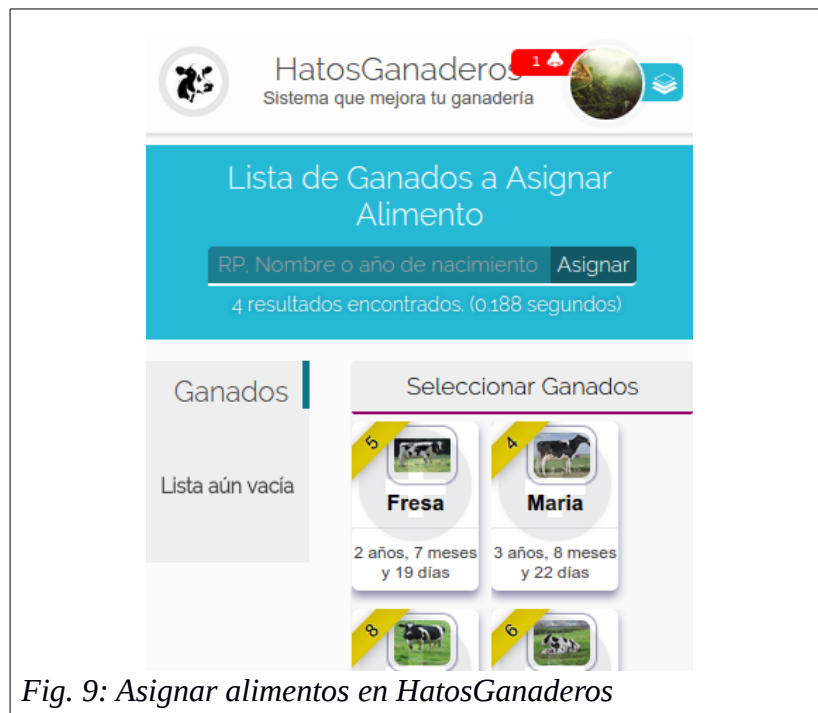 HatosGanaderos
1
Sistema que mejora tu ganadería
Lista de Ganados a Asignar
Alimento
RP, Nombre o año de nacimiento Asignar
4 resultados encontrados. (0.188 segundos)
Ganados
Lista aún vacía
Seleccionar Ganados
5
Fresa
2 años, 7 meses
y 19 días
4
Maria
3 años, 8 meses
y 22 días
8
6
Fig. 9: Asignar alimentos en HatosGanaderos